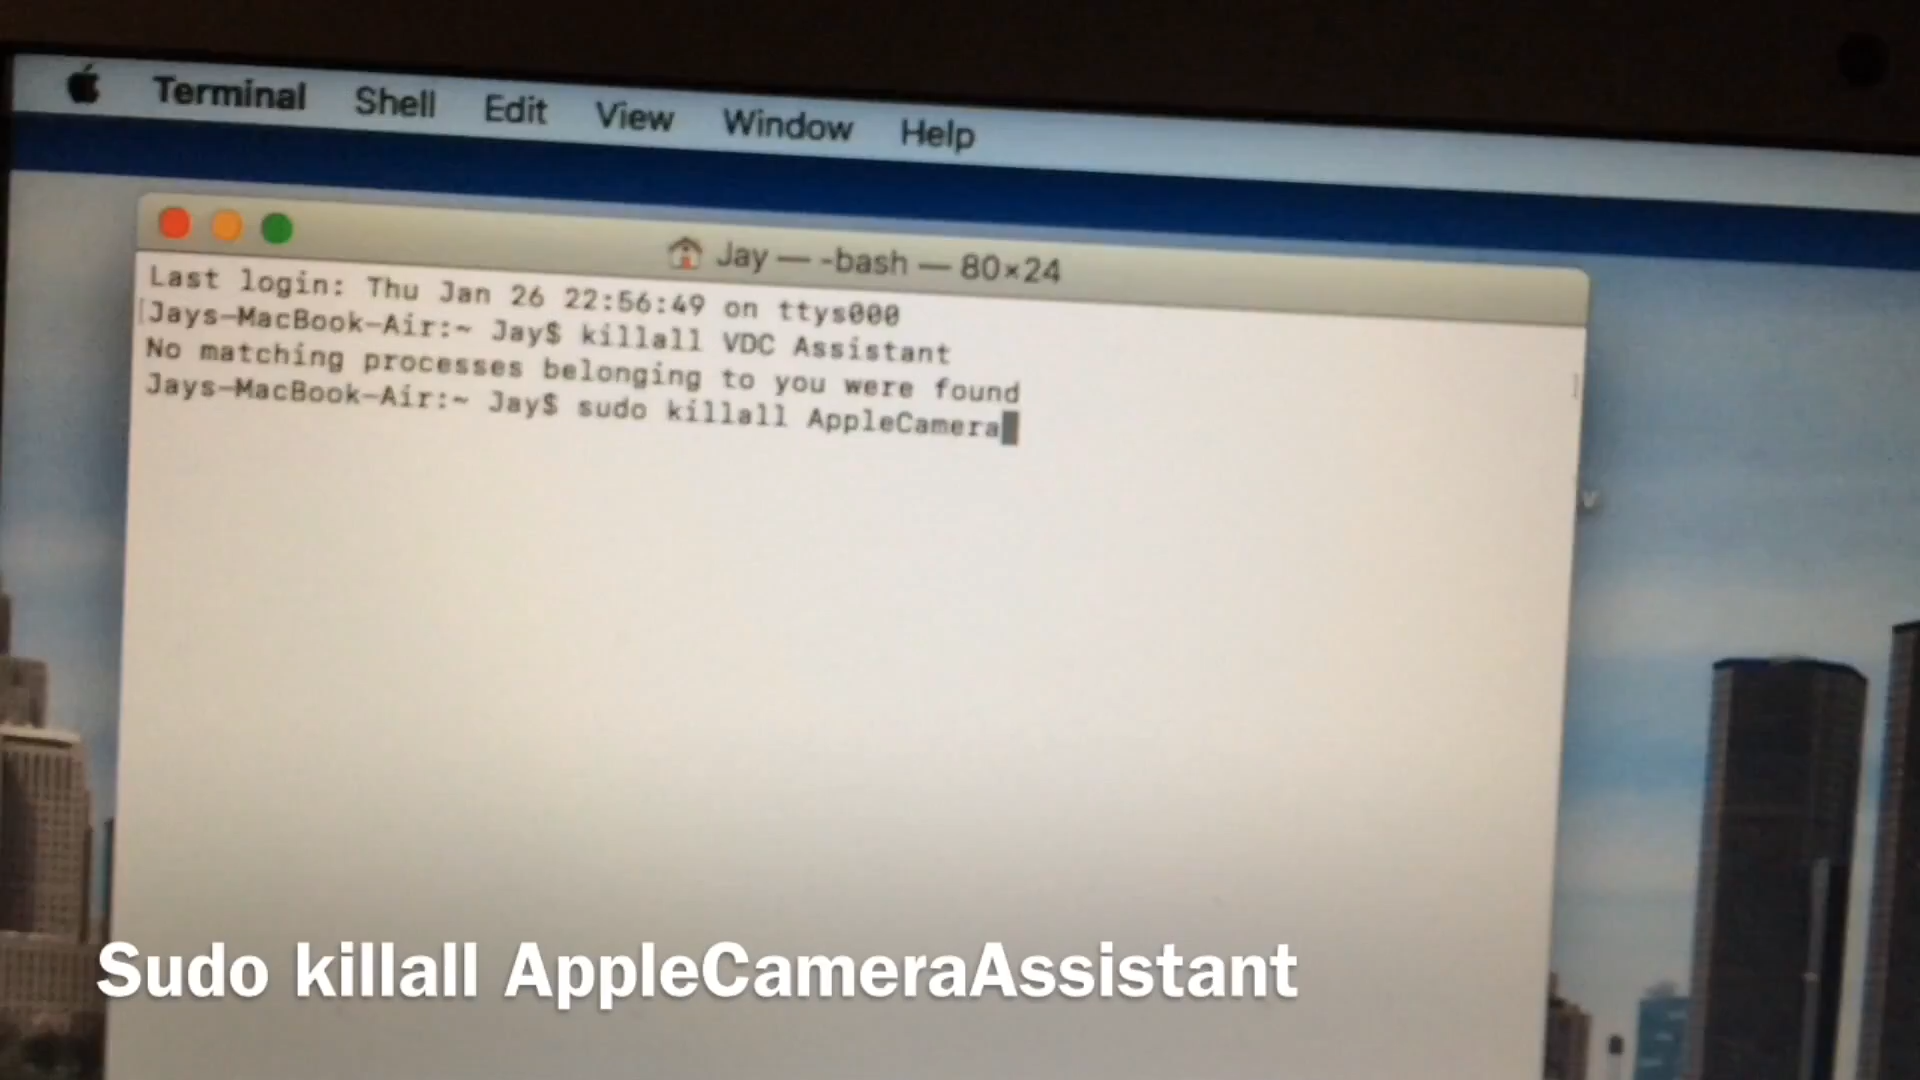 Terminal Shell Edit View Window Help
Jay — -bash — 80×24
Last login: Thu Jan 26 22:56:49 on ttys000
Jays-MacBook-Air:~ Jay$ killall VDC Assistant
No matching processes belonging to you were found
Jays-MacBook-Air:~ Jay$ sudo killall AppleCamera
Sudo killall AppleCameraAssistant